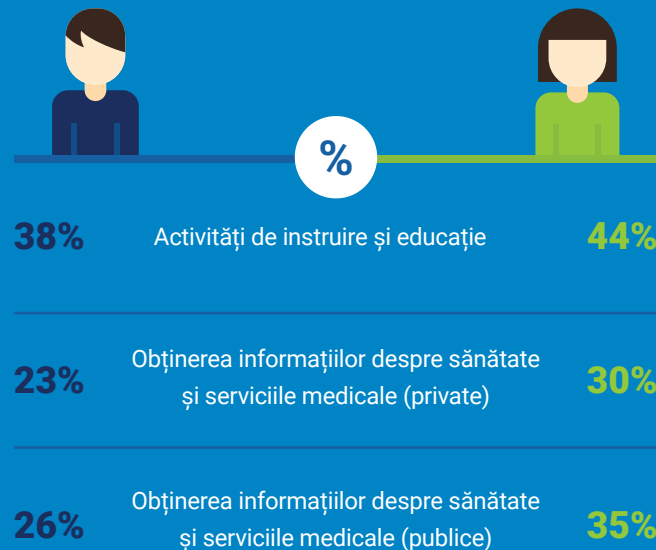 %
38% Activități de instruire și educație 44%
Obținerea informațiilor despre sănătate
23% 30%
și serviciile medicale (private)
Obținerea informațiilor despre sănătate
26% 35%
și serviciile medicale (publice)